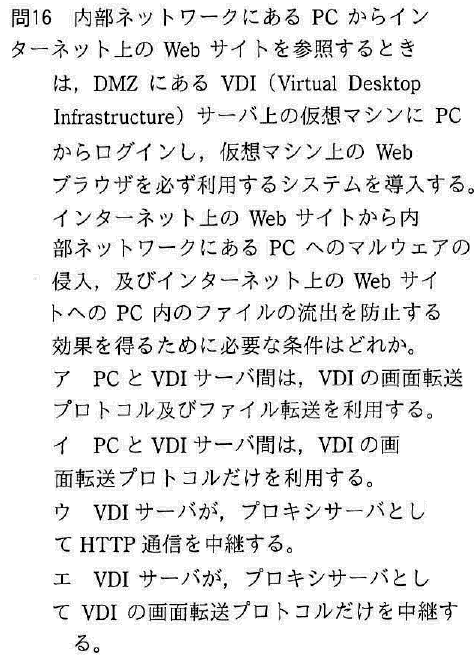 問16 内部ネットワークにある PC からイン
ターネット上の Web サイトを参照するとき
は，DMZ にある VDI（Virtual Desktop
Infrastructure）サーバ上の仮想マシンに PC
からログインし，仮想マシン上の Web
ブラウザを必ず利用するシステムを導入する。
インターネット上の Web サイトから内
部ネットワークにある PC へのマルウェアの
侵入，及びインターネット上の Web サイ
トへの PC 内のファイルの流出を防止する
効果を得るために必要な条件はどれか。
ア PC と VDI サーバ間は，VDI の画面転送
プロトコル及びファイル転送を利用する。
イ PC と VDI サーバ間は，VDI の画
面転送プロトコルだけを利用する。
ウ VDI サーバが，プロキシサーバとし
て HTTP 通信を中継する。
エ VDI サーバが，プロキシサーバとし
て VDI の画面転送プロトコルだけを中継す
る。